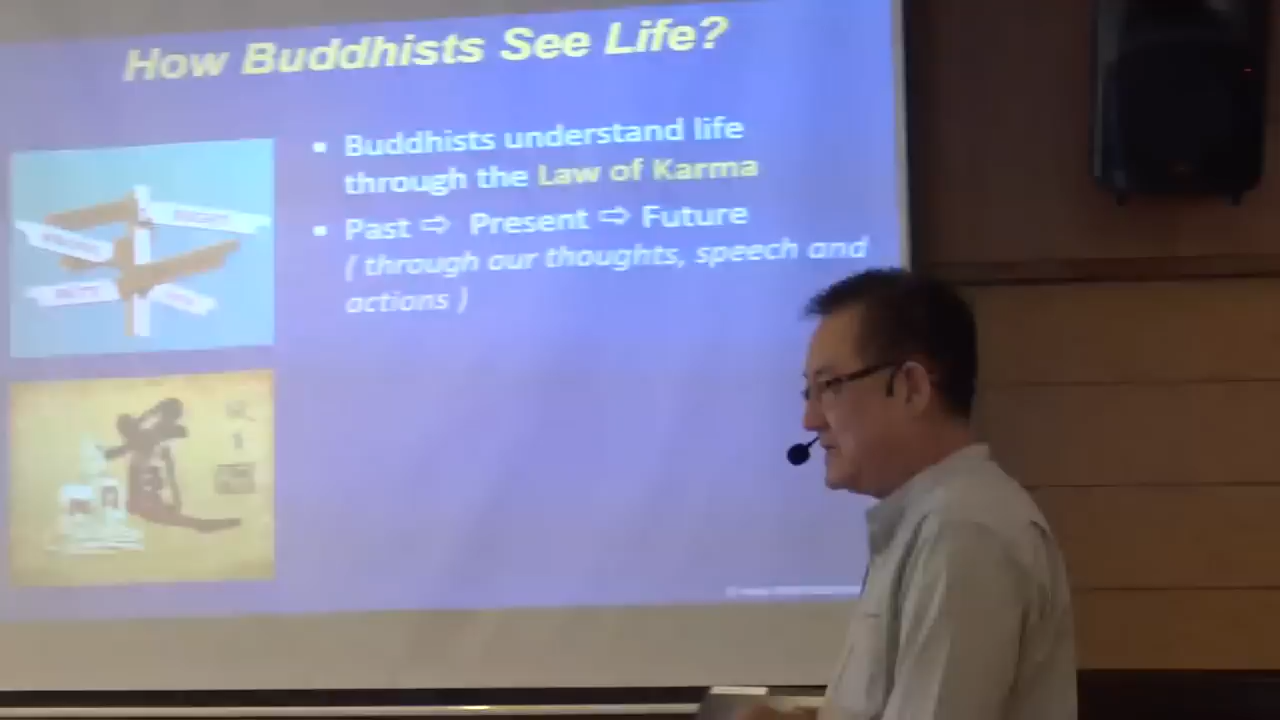 How Buddhists See Life?
▪ Buddhists understand life
through the Law of Karma
▪ Past ⇨ Present ⇨ Future
( through our thoughts, speech and
actions )
道